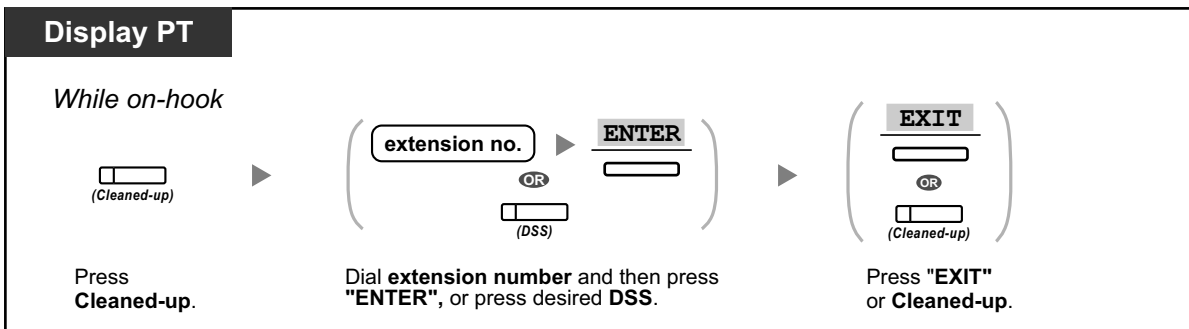 Display PT
While on-hook
(Cleaned-up)
extension no.
ENTER
OR
(DSS)
EXIT
OR
(Cleaned-up)
Press
Cleaned-up.
Dial extension number and then press
"ENTER", or press desired DSS.
Press "EXIT"
or Cleaned-up.